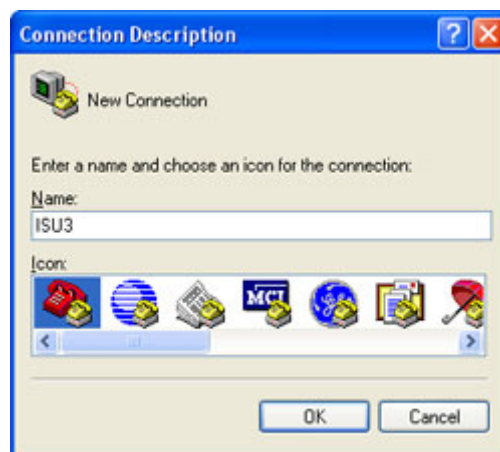 Connection Description
New Connection
Enter a name and choose an icon for the connection:
Name:
ISU3
Icon:
MCI
OK Cancel